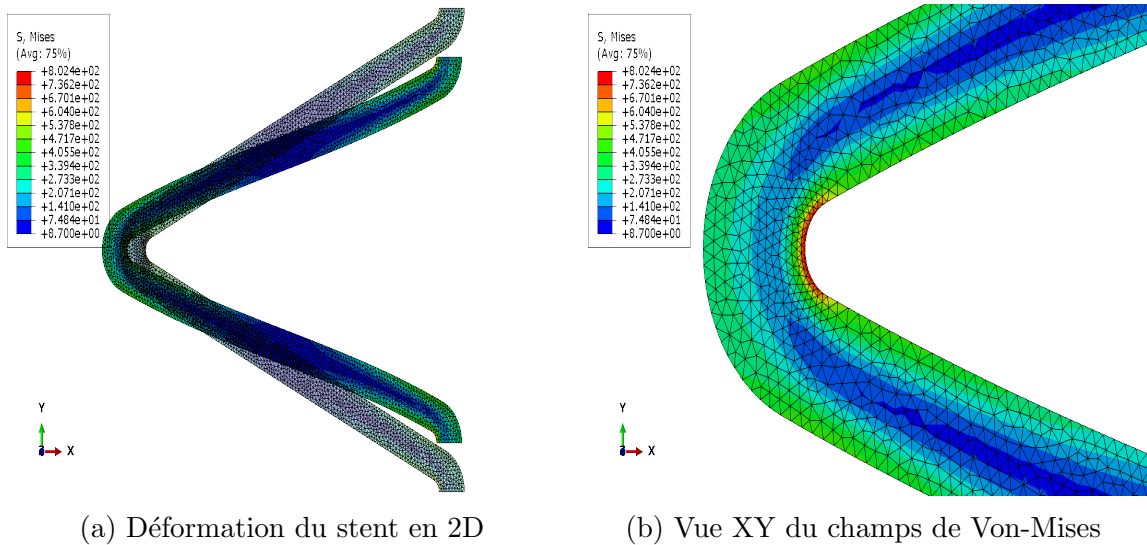 S, Mises
(Avg: 75%)
+8.024e+02
+7.362e+02
+6.701e+02
+6.040e+02
+5.378e+02
+4.717e+02
+4.055e+02
+3.394e+02
+2.733e+02
+2.071e+02
+1.410e+02
+7.484e+01
+8.700e+00
Y
Z X
(a) Déformation du stent en 2D
S, Mises
(Avg: 75%)
+8.024e+02
+7.362e+02
+6.701e+02
+6.040e+02
+5.378e+02
+4.717e+02
+4.055e+02
+3.394e+02
+2.733e+02
+2.071e+02
+1.410e+02
+7.484e+01
+8.700e+00
Y
Z X
(b) Vue XY du champs de Von-Mises